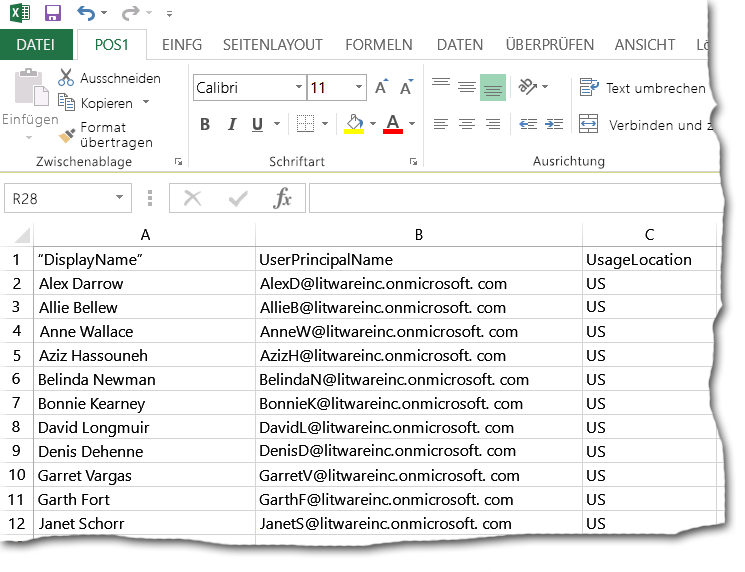 DATEI POS1 EINFG SEITENLAYOUT FORMELN DATEN ÜBERPRÜFEN ANSICHT
Ausschneiden
Kopieren
Einfügen
Format
übertragen
Zwischenablage
Calibri 11 A A
B I U A
Schriftart
ab Text umbrechen
Verbinden und z
Ausrichtung
R28 fx
A B C
1 “DisplayName” UserPrincipalName UsageLocation
2 Alex Darrow AlexD@litwareinc.onmicrosoft. com US
3 Allie Bellew AllieB@litwareinc.onmicrosoft. com US
4 Anne Wallace AnneW@litwareinc.onmicrosoft. com US
5 Aziz Hassouneh AzizH@litwareinc.onmicrosoft. com US
6 Belinda Newman BelindaN@litwareinc.onmicrosoft. com US
7 Bonnie Kearney BonnieK@litwareinc.onmicrosoft. com US
8 David Longmuir DavidL@litwareinc.onmicrosoft. com US
9 Denis Dehenne DenisD@litwareinc.onmicrosoft. com US
10 Garret Vargas GarretV@litwareinc.onmicrosoft. com US
11 Garth Fort GarthF@litwareinc.onmicrosoft. com US
12 Janet Schorr JanetS@litwareinc.onmicrosoft. com US